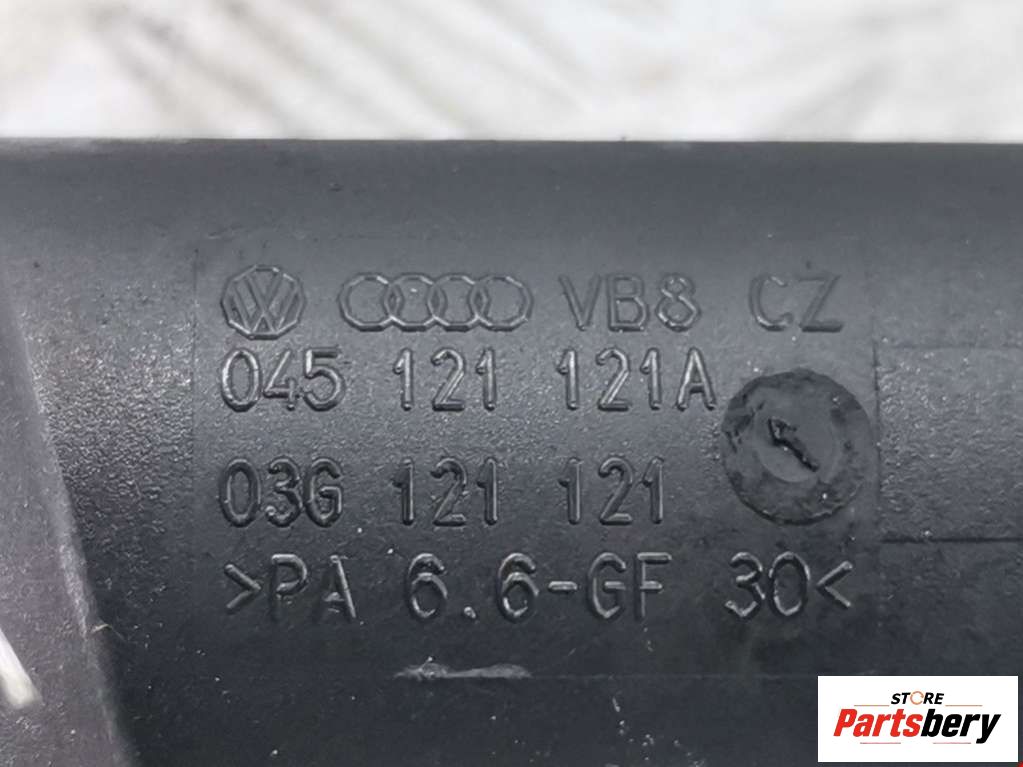 VB8 CZ
045 121 121A
03G 121 121
>PA 6.6-GF 30<
STORE
Partsbery